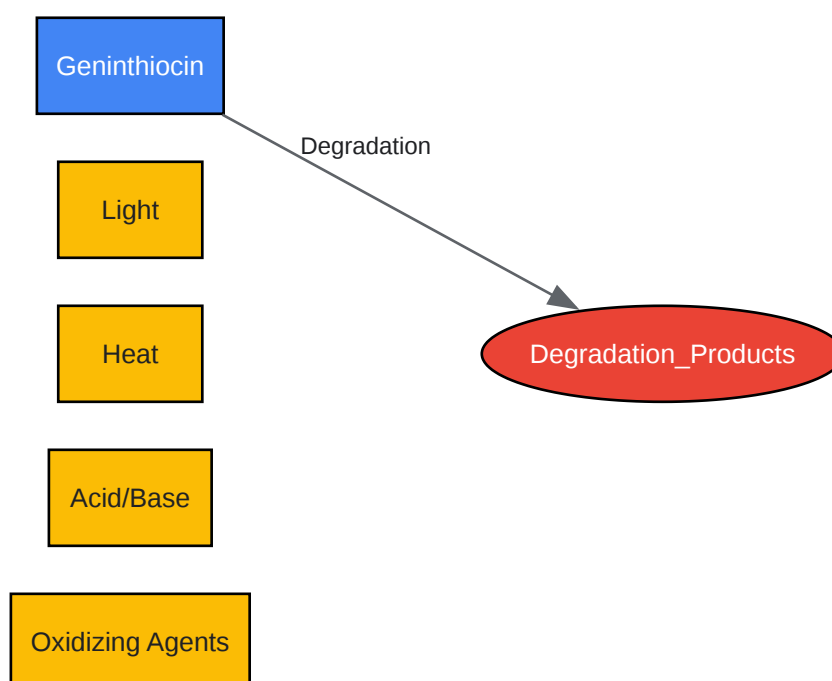 Geninthiocin
Degradation
Light
Heat
Degradation_Products
Acid/Base
Oxidizing Agents